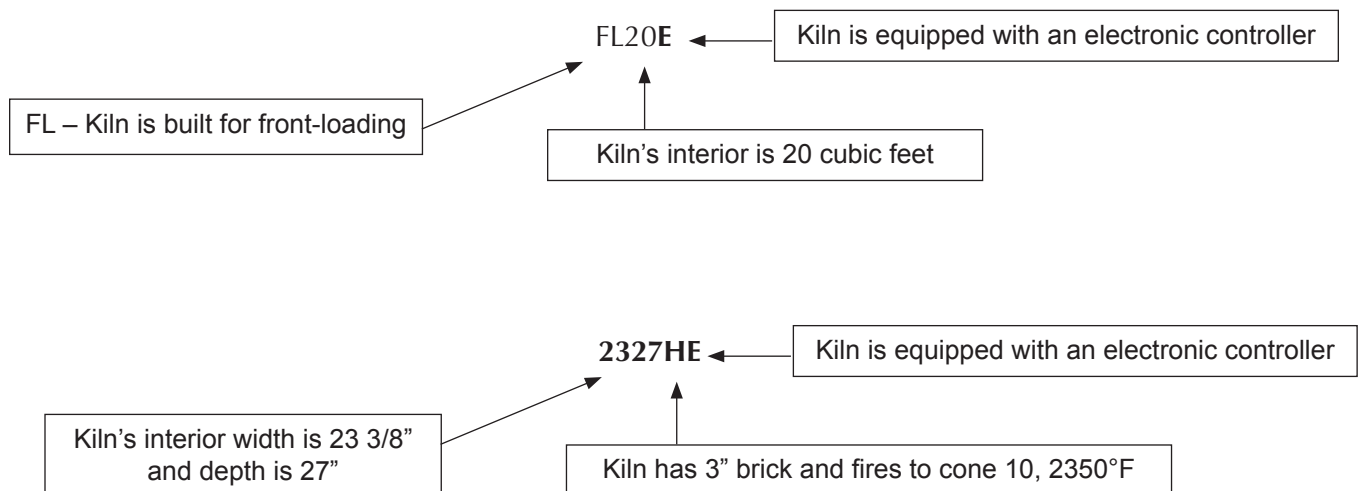 FL20E
Kiln is equipped with an electronic controller
FL – Kiln is built for front-loading
Kiln's interior is 20 cubic feet
2327HE
Kiln is equipped with an electronic controller
Kiln's interior width is 23 3/8”
and depth is 27”
Kiln has 3” brick and fires to cone 10, 2350°F